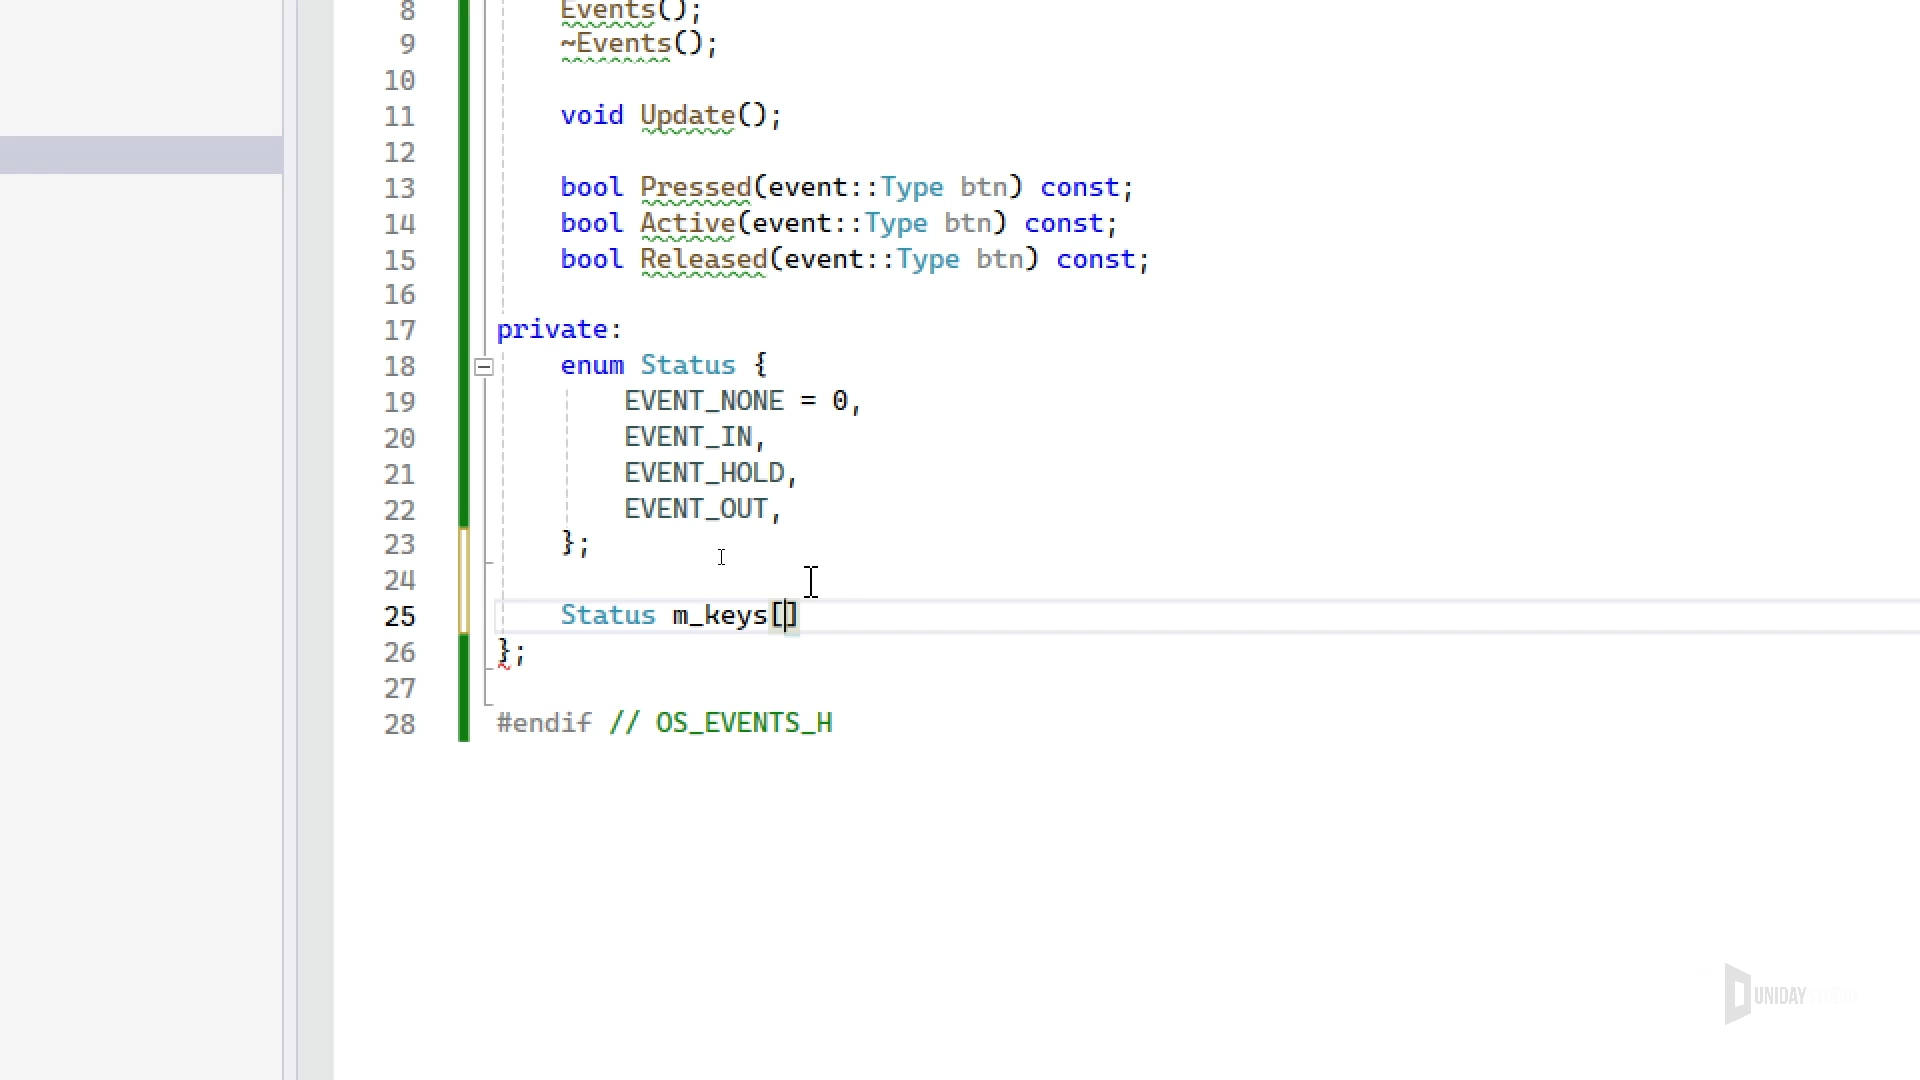 8 Events();
9 ~Events();
10
11 void Update();
12
13 bool Pressed(event::Type btn) const;
14 bool Active(event::Type btn) const;
15 bool Released(event::Type btn) const;
16
17 private:
18 enum Status {
19 EVENT_NONE = 0,
20 EVENT_IN,
21 EVENT_HOLD,
22 EVENT_OUT,
23 };
24
25 Status m_keys[]
26 };
27
28 #endif // OS_EVENTS_H
UNIDAY